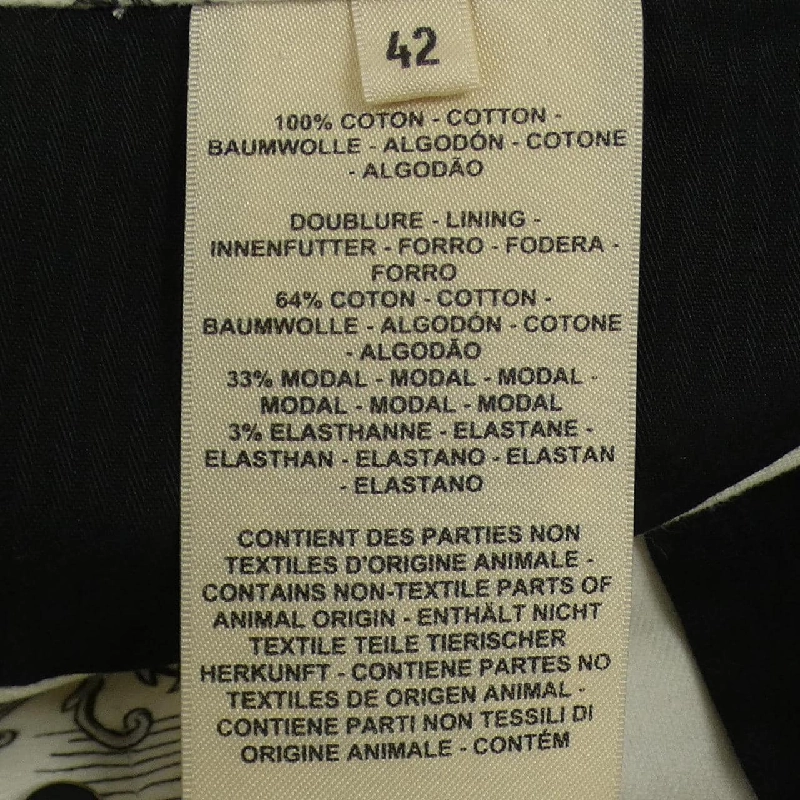 42
100% COTON - COTTON -
BAUMWOLLE - ALGODÓN - COTONE
- ALGODÃO
DOUBLURE - LINING -
INNENFUTTER - FORRO - FODERA -
FORRO
64% COTON - COTTON -
BAUMWOLLE - ALGODÓN - COTONE
- ALGODÃO
33% MODAL - MODAL - MODAL -
MODAL - MODAL - MODAL
3% ELASTHANNE - ELASTANE -
ELASTHAN - ELASTANO - ELASTAN
- ELASTANO
CONTIENT DES PARTIES NON
TEXTILES D'ORIGINE ANIMALE -
CONTAINS NON-TEXTILE PARTS OF
ANIMAL ORIGIN - ENTHÄLT NICHT
TEXTILE TEILE TIERISCHER
HERKUNFT - CONTIENE PARTES NO
TEXTILES DE ORIGEN ANIMAL -
CONTIENE PARTI NON TESSILI DI
ORIGINE ANIMALE - CONTÉM